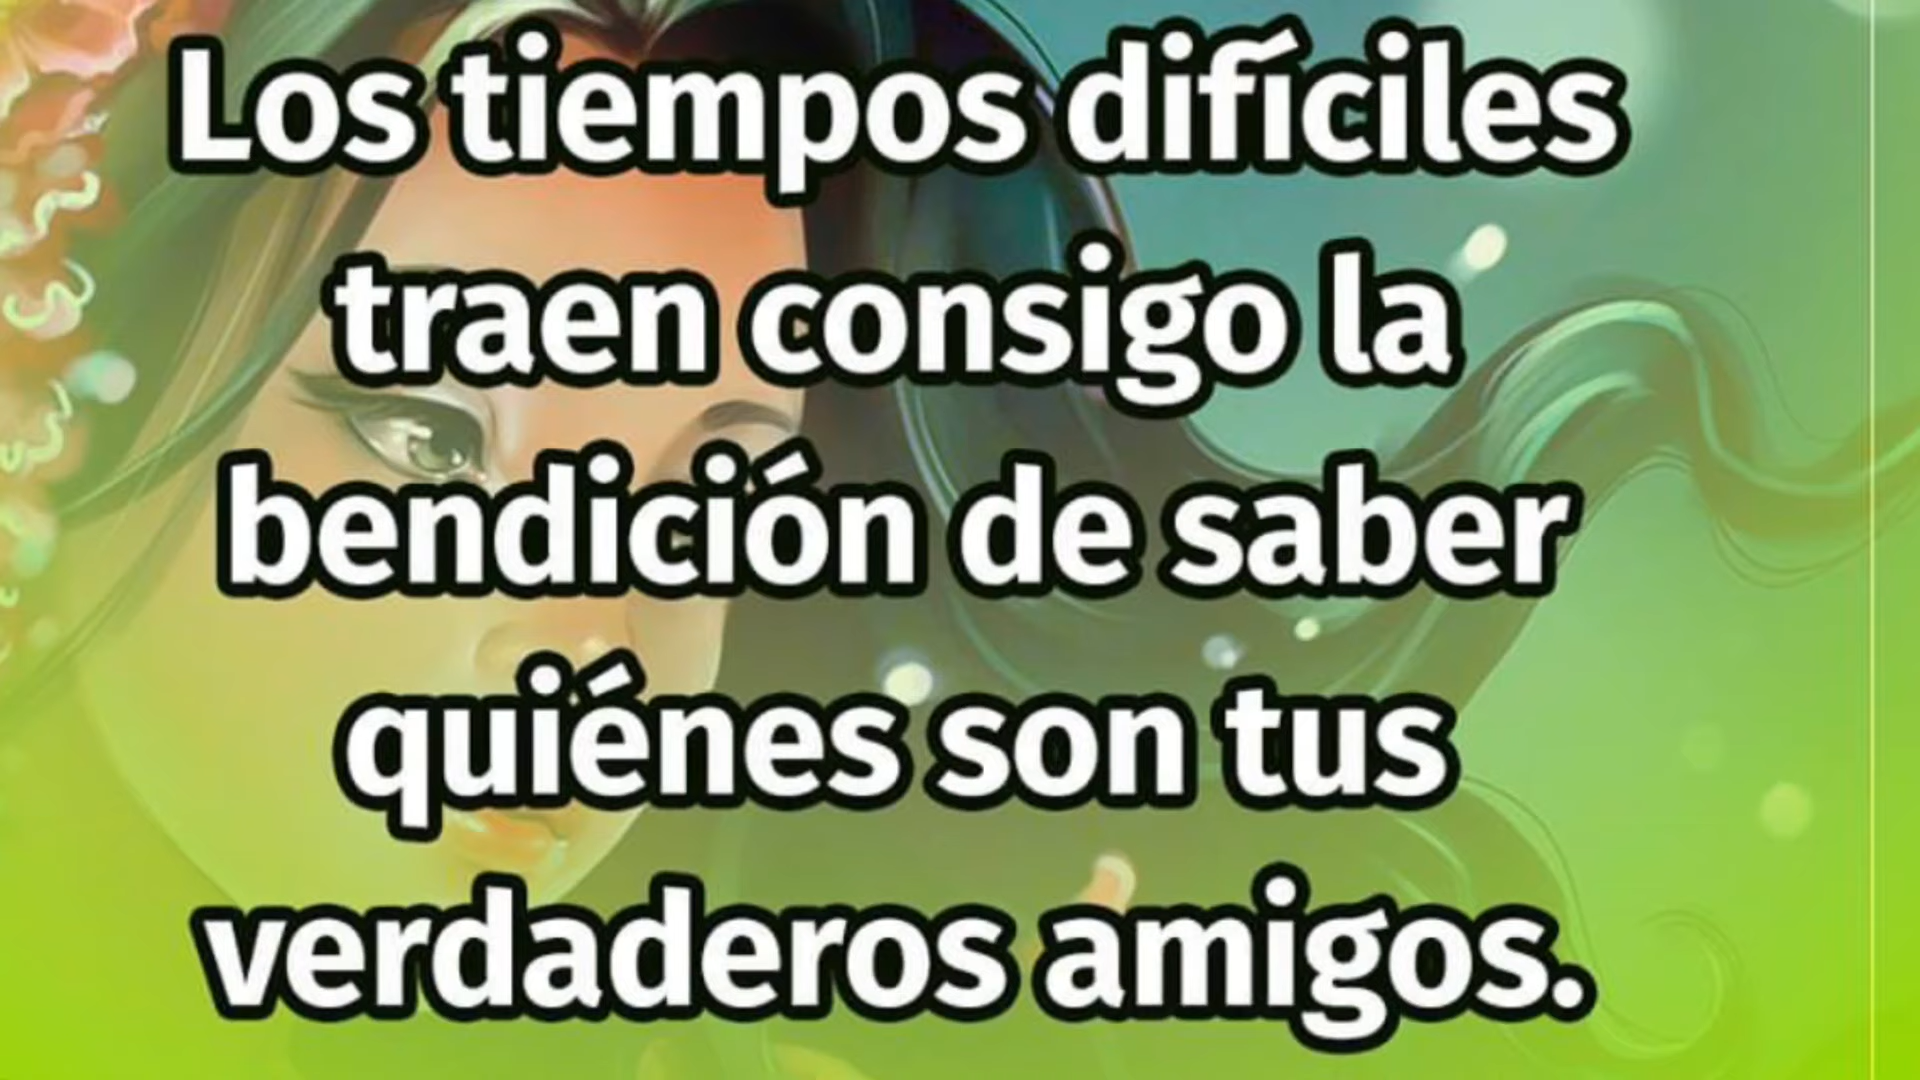 Los tiempos difíciles
traen consigo la
bendición de saber
quiénes son tus
verdaderos amigos.